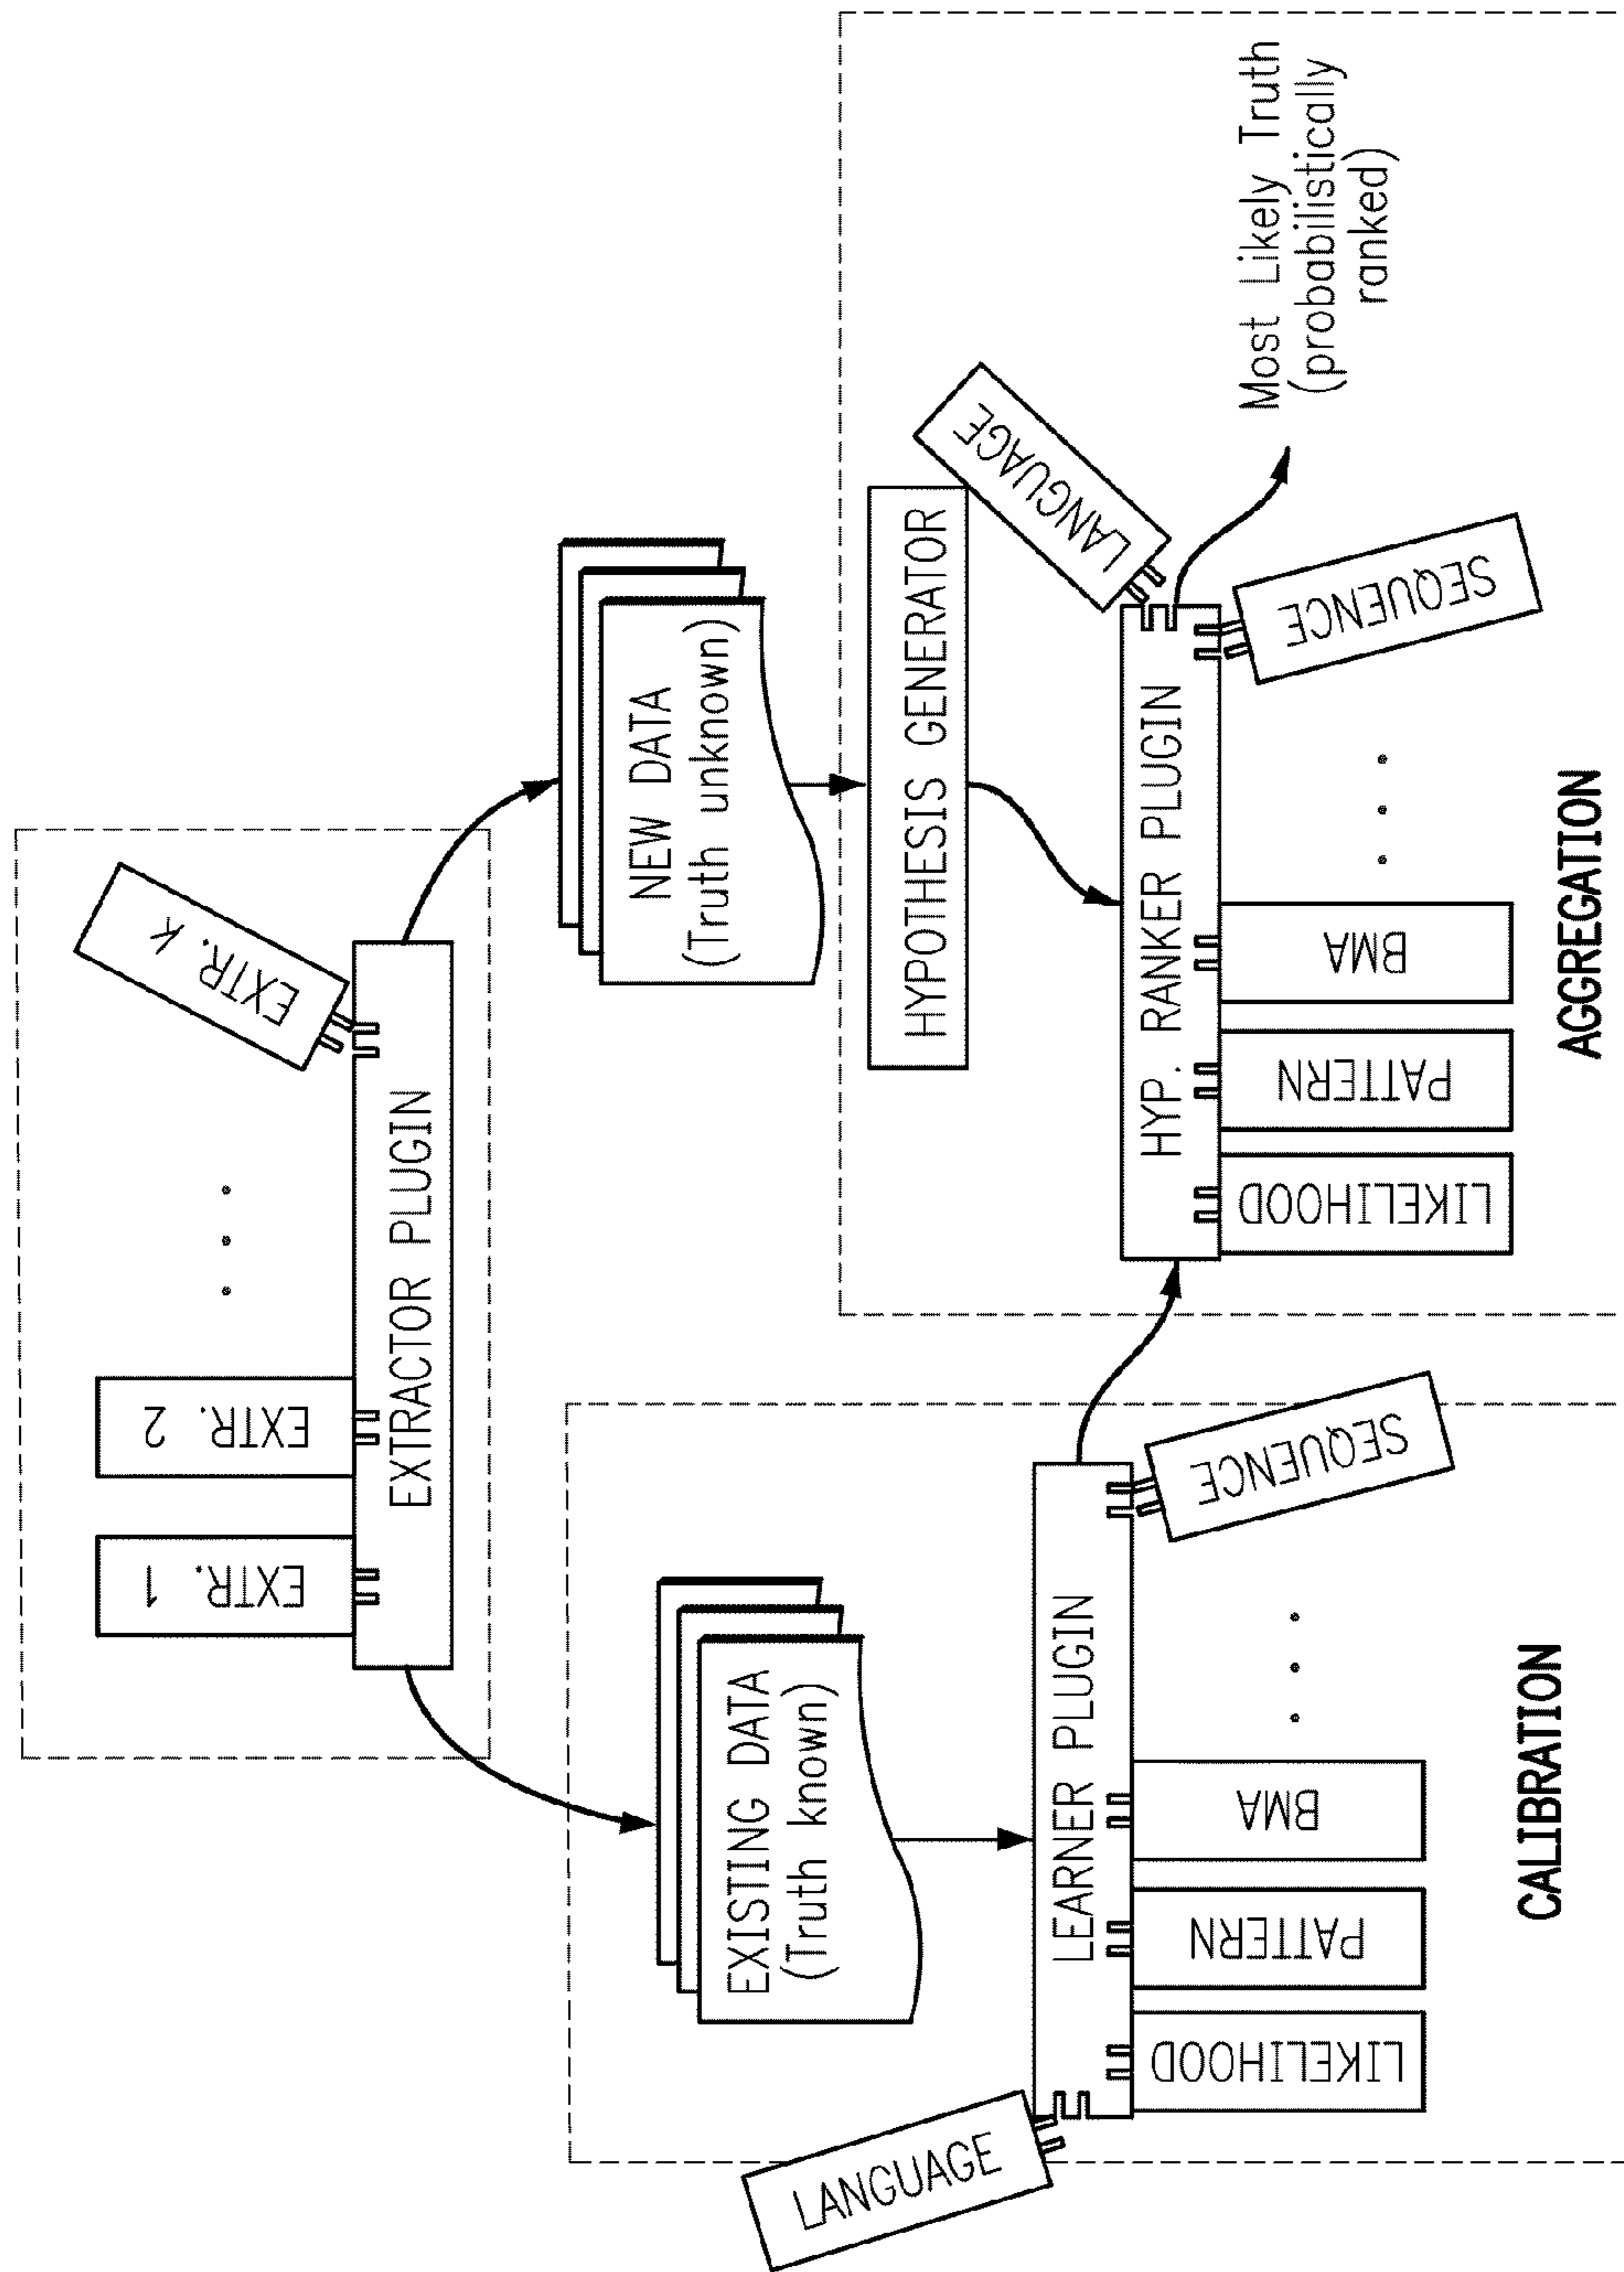 EXTR. 1
EXTR. 2
EXTR. k
EXTRACTOR PLUGIN
EXISTING DATA
(Truth known)
LANGUAGE
LEARNER PLUGIN
LIKELIHOOD
PATTERN
BMA
SEQUENCE
CALIBRATION
NEW DATA
(Truth unknown)
HYPOTHESIS GENERATOR
LANGUAGE
HYP. RANKER PLUGIN
LIKELIHOOD
PATTERN
BMA
SEQUENCE
Most Likely Truth
(probabilistically
ranked)
AGGREGATION